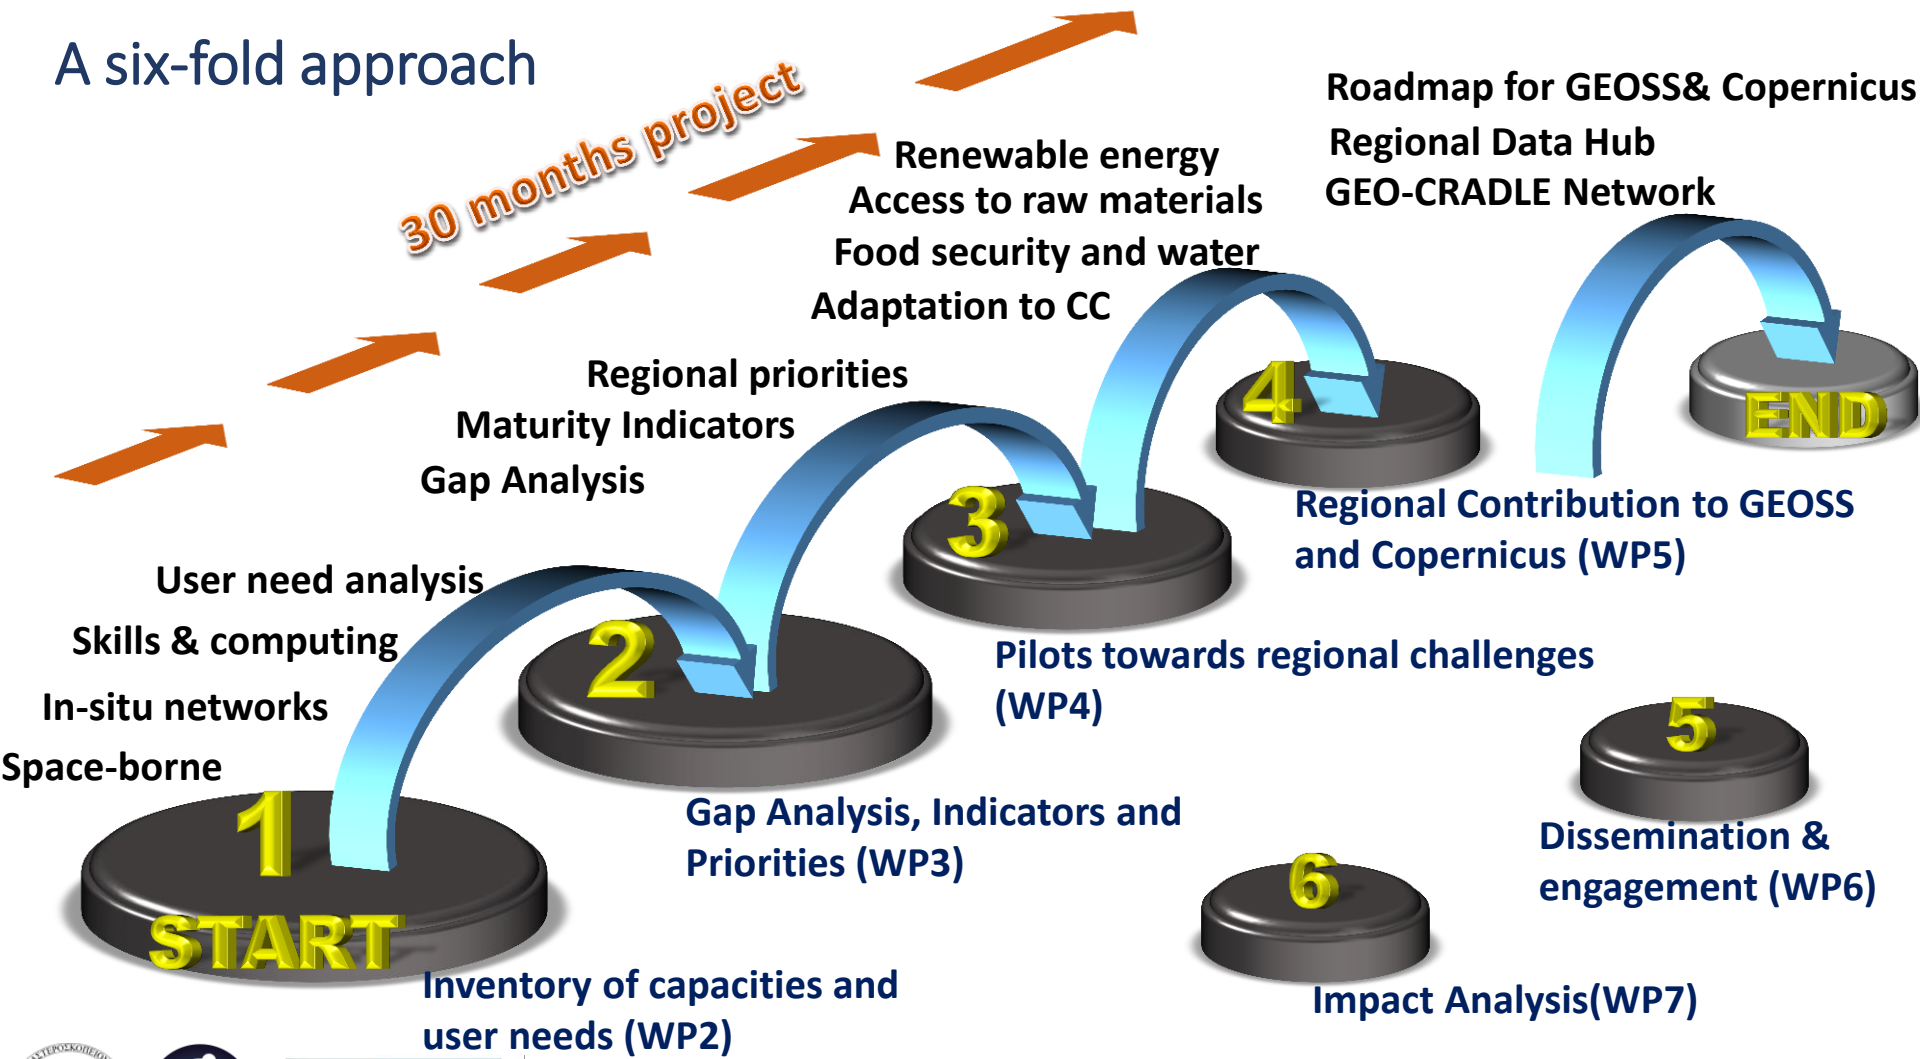 A six-fold approach
30 months project
Roadmap for GEOSS& Copernicus
Regional Data Hub
GEO-CRADLE Network
Renewable energy
Access to raw materials
Food security and water
Adaptation to CC
Regional priorities
Maturity Indicators
Gap Analysis
User need analysis
Skills & computing
In-situ networks
Space-borne
1
START
Inventory of capacities and
user needs (WP2)
2
Gap Analysis, Indicators and
Priorities (WP3)
3
Pilots towards regional challenges
(WP4)
4
Regional Contribution to GEOSS
and Copernicus (WP5)
END
5
Dissemination &
engagement (WP6)
6
Impact Analysis(WP7)